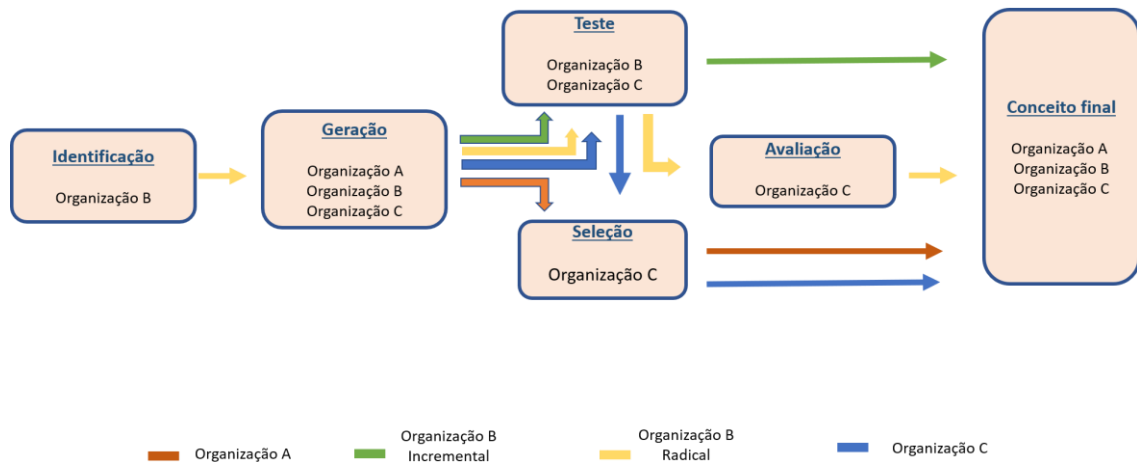 Identificação
Organização B
Geração
Organização A
Organização B
Organização C
Teste
Organização B
Organização C
Seleção
Organização C
Avaliação
Organização C
Conceito final
Organização A
Organização B
Organização C
Organização A
Organização B
Incremental
Organização B
Radical
Organização C